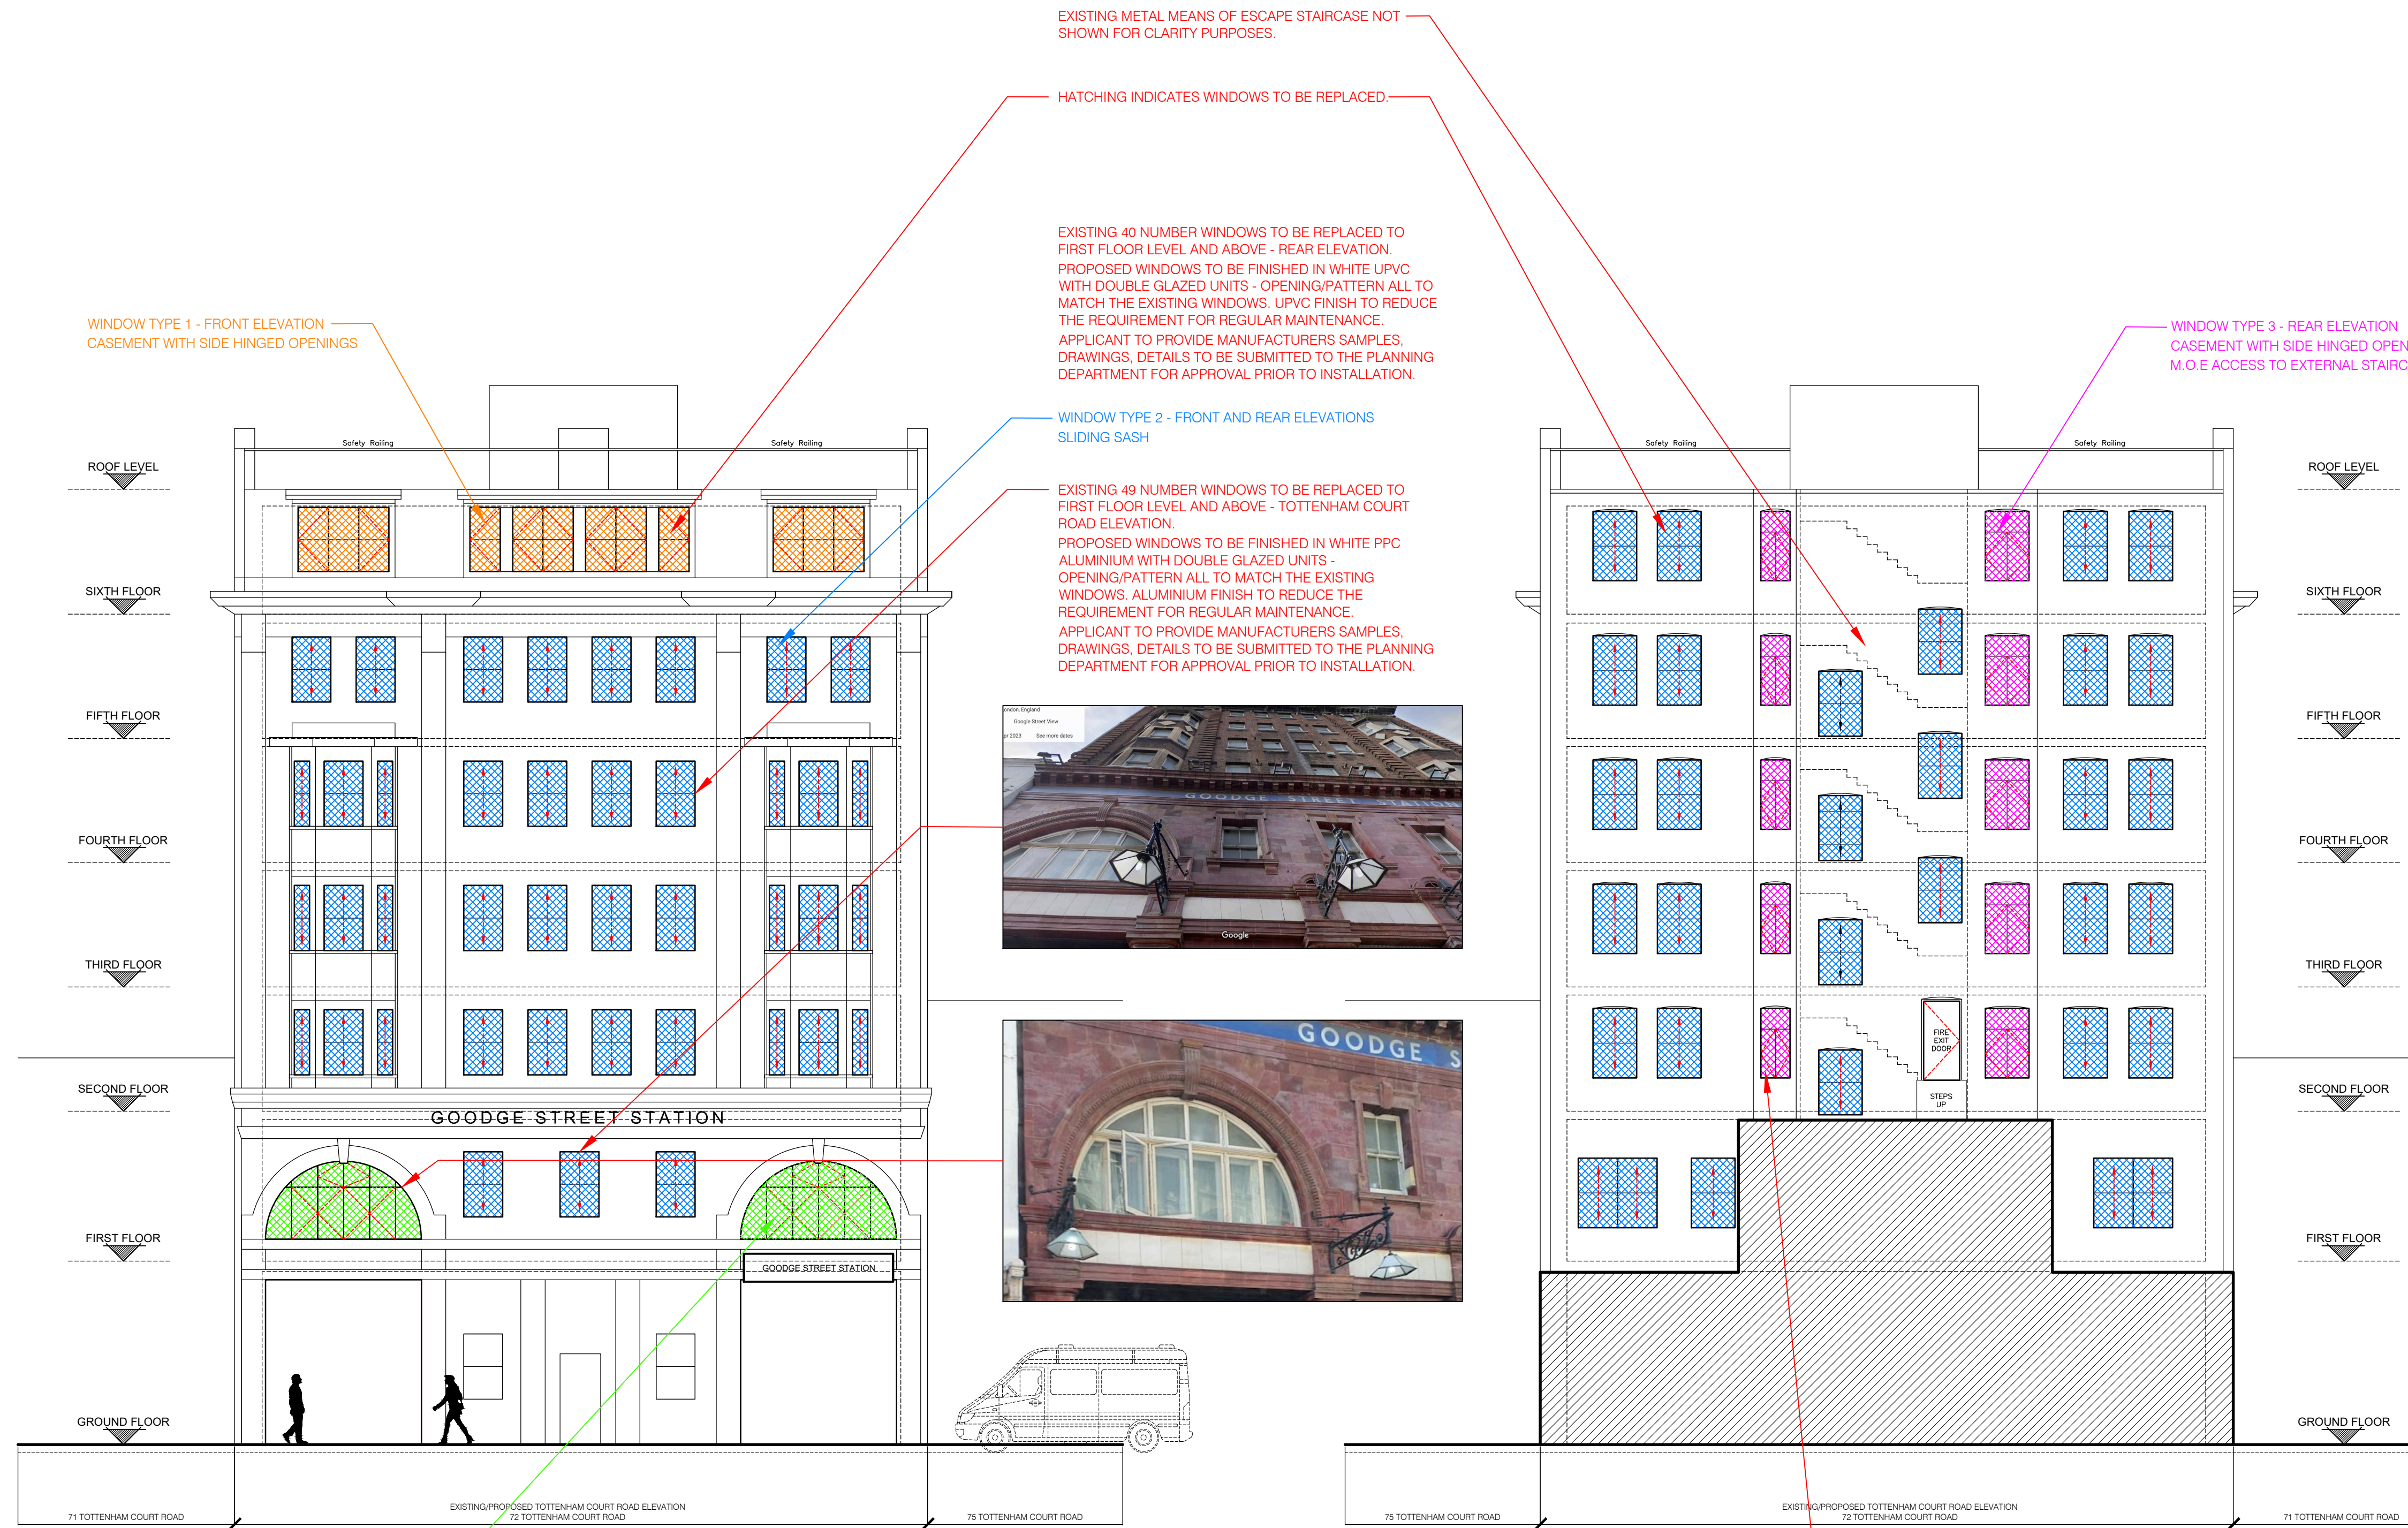 EXISTING METAL MEANS OF ESCAPE STAIRCASE NOT
SHOWN FOR CLARITY PURPOSES.
HATCHING INDICATES WINDOWS TO BE REPLACED.
EXISTING 40 NUMBER WINDOWS TO BE REPLACED TO
FIRST FLOOR LEVEL AND ABOVE - REAR ELEVATION.
PROPOSED WINDOWS TO BE FINISHED IN WHITE UPVC
WITH DOUBLE GLAZED UNITS - OPENING/PATTERN ALL TO
MATCH THE EXISTING WINDOWS. UPVC FINISH TO REDUCE
THE REQUIREMENT FOR REGULAR MAINTENANCE.
APPLICANT TO PROVIDE MANUFACTURERS SAMPLES,
DRAWINGS, DETAILS TO BE SUBMITTED TO THE PLANNING
DEPARTMENT FOR APPROVAL PRIOR TO INSTALLATION.
WINDOW TYPE 1 - FRONT ELEVATION
CASEMENT WITH SIDE HINGED OPENINGS
WINDOW TYPE 3 - REAR ELEVATION
CASEMENT WITH SIDE HINGED OPEN
M.O.E ACCESS TO EXTERNAL STAIRC
WINDOW TYPE 2 - FRONT AND REAR ELEVATIONS
SLIDING SASH
EXISTING 49 NUMBER WINDOWS TO BE REPLACED TO
FIRST FLOOR LEVEL AND ABOVE - TOTTENHAM COURT
ROAD ELEVATION.
PROPOSED WINDOWS TO BE FINISHED IN WHITE PPC
ALUMINIUM WITH DOUBLE GLAZED UNITS -
OPENING/PATTERN ALL TO MATCH THE EXISTING
WINDOWS. ALUMINIUM FINISH TO REDUCE THE
REQUIREMENT FOR REGULAR MAINTENANCE.
APPLICANT TO PROVIDE MANUFACTURERS SAMPLES,
DRAWINGS, DETAILS TO BE SUBMITTED TO THE PLANNING
DEPARTMENT FOR APPROVAL PRIOR TO INSTALLATION.
Safety Railing
Safety Railing
Safety Railing
Safety Railing
ROOF LEVEL
SIXTH FLOOR
FIFTH FLOOR
FOURTH FLOOR
THIRD FLOOR
SECOND FLOOR
FIRST FLOOR
GROUND FLOOR
GOODGE STREET STATION
GOODGE STREET STATION
ondon, England
Google Street View
pr 2023 See more dates
GOODGE STREET STATION
Google
GOODGE S
FIRE
EXIT
DOOR
STEPS
UP
ROOF LEVEL
SIXTH FLOOR
FIFTH FLOOR
FOURTH FLOOR
THIRD FLOOR
SECOND FLOOR
FIRST FLOOR
GROUND FLOOR
71 TOTTENHAM COURT ROAD
EXISTING/PROPOSED TOTTENHAM COURT ROAD ELEVATION
72 TOTTENHAM COURT ROAD
75 TOTTENHAM COURT ROAD
75 TOTTENHAM COURT ROAD
EXISTING/PROPOSED TOTTENHAM COURT ROAD ELEVATION
72 TOTTENHAM COURT ROAD
71 TOTTENHAM COURT ROAD